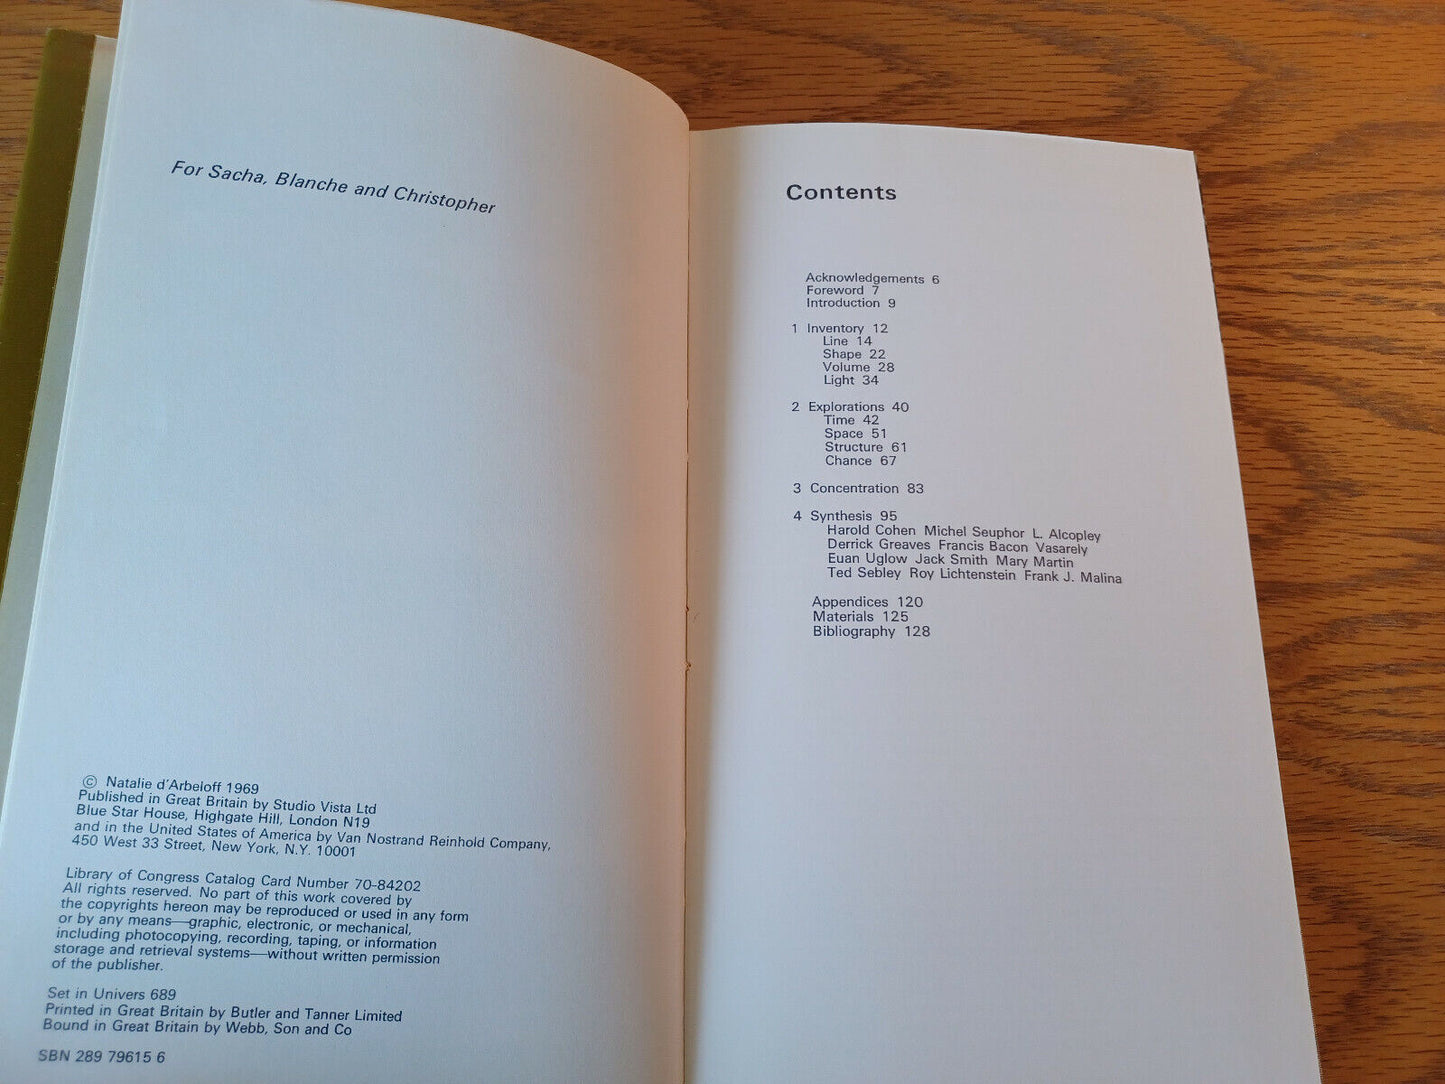 For Sacha, Blanche and Christopher
© Natalie d'Arbeloff 1969
Published in Great Britain by Studio Vista Ltd
Blue Star House, Highgate Hill, London N19
and in the United States of America by Van Nostrand Reinhold Company,
450 West 33 Street, New York, N.Y. 10001
Library of Congress Catalog Card Number 70-84202
All rights reserved. No part of this work covered by
the copyrights hereon may be reproduced or used in any form
or by any means—graphic, electronic, or mechanical,
including photocopying, recording, taping, or information
storage and retrieval systems—without written permission
of the publisher.
Set in Univers 689
Printed in Great Britain by Butler and Tanner Limited
Bound in Great Britain by Webb, Son and Co
SBN 289 79615 6
Contents
Acknowledgements 6
Foreword 7
Introduction 9
1 Inventory 12
Line 14
Shape 22
Volume 28
Light 34
2 Explorations 40
Time 42
Space 51
Structure 61
Chance 67
3 Concentration 83
4 Synthesis 95
Harold Cohen Michel Seuphor L. Alcopley
Derrick Greaves Francis Bacon Vasarely
Euan Uglow Jack Smith Mary Martin
Ted Sebley Roy Lichtenstein Frank J. Malina
Appendices 120
Materials 125
Bibliography 128